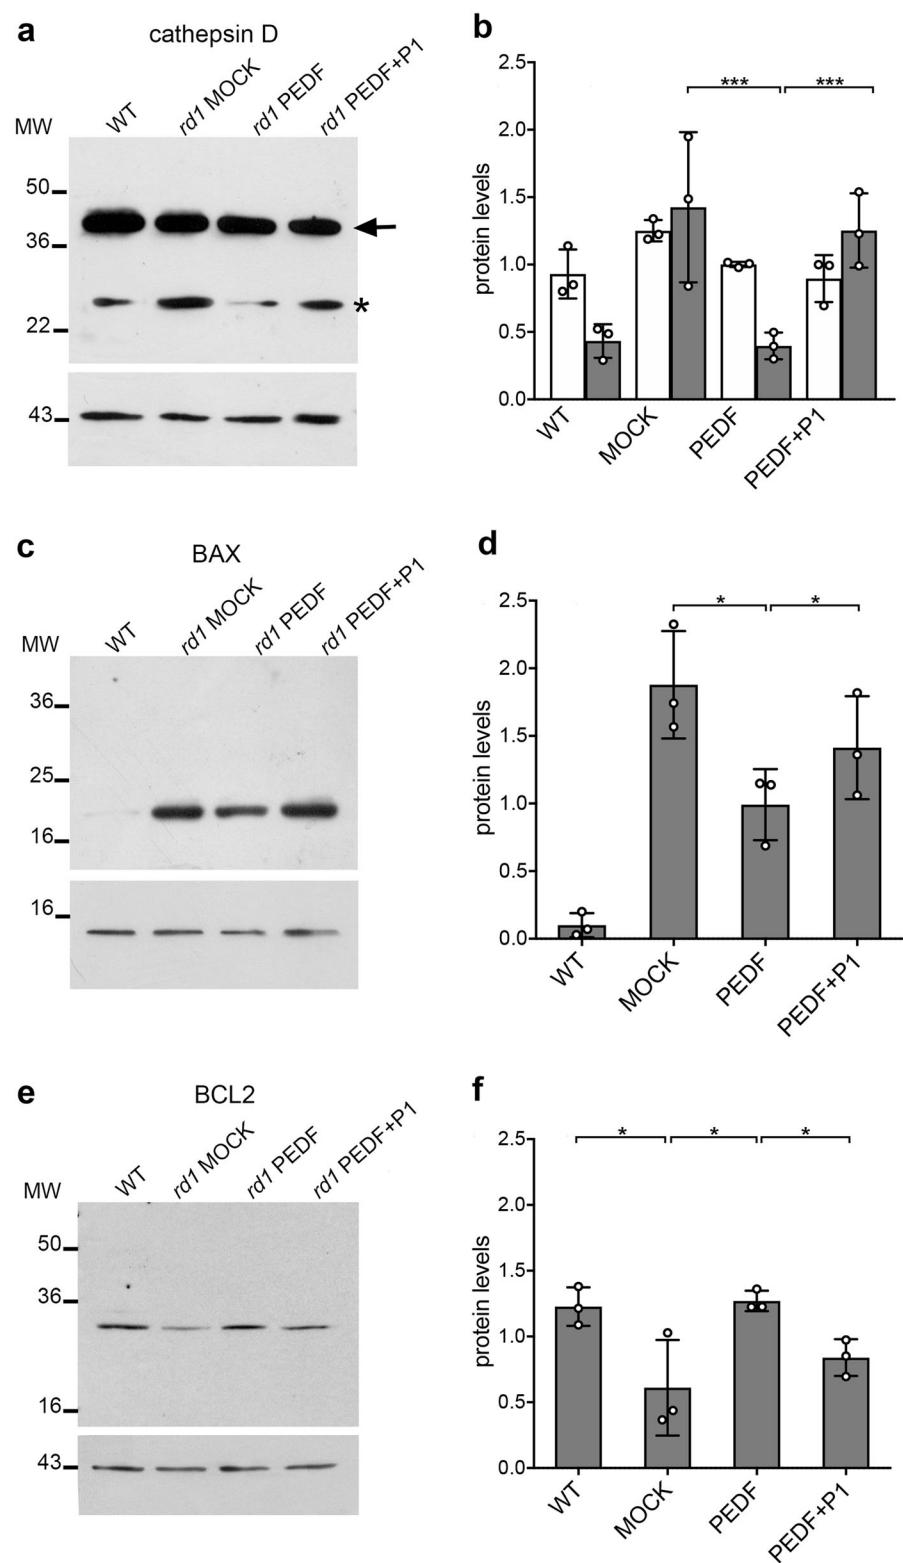 a
cathepsin D
MW
WT
rd1 MOCK
rd1 PEDF
rd1 PEDF+P1
50
36
22
*
43
b
protein levels
2.5
2.0
1.5
1.0
0.5
0.0
*** ***
WT
MOCK
PEDF
PEDF+P1
c
BAX
MW
WT
rd1 MOCK
rd1 PEDF
rd1 PEDF+P1
36
25
16
16
d
protein levels
2.5
2.0
1.5
1.0
0.5
0.0
* *
WT
MOCK
PEDF
PEDF+P1
e
BCL2
MW
WT
rd1 MOCK
rd1 PEDF
rd1 PEDF+P1
50
36
16
43
f
protein levels
2.5
2.0
1.5
1.0
0.5
0.0
* * *
WT
MOCK
PEDF
PEDF+P1